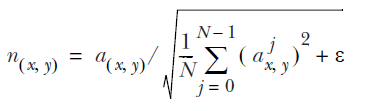 n_{(x, y)} = a_{(x, y)} / \sqrt{\frac{1}{N} \sum_{j = 0}^{N - 1} (a_{x, y}^{j})^{2} + ε}